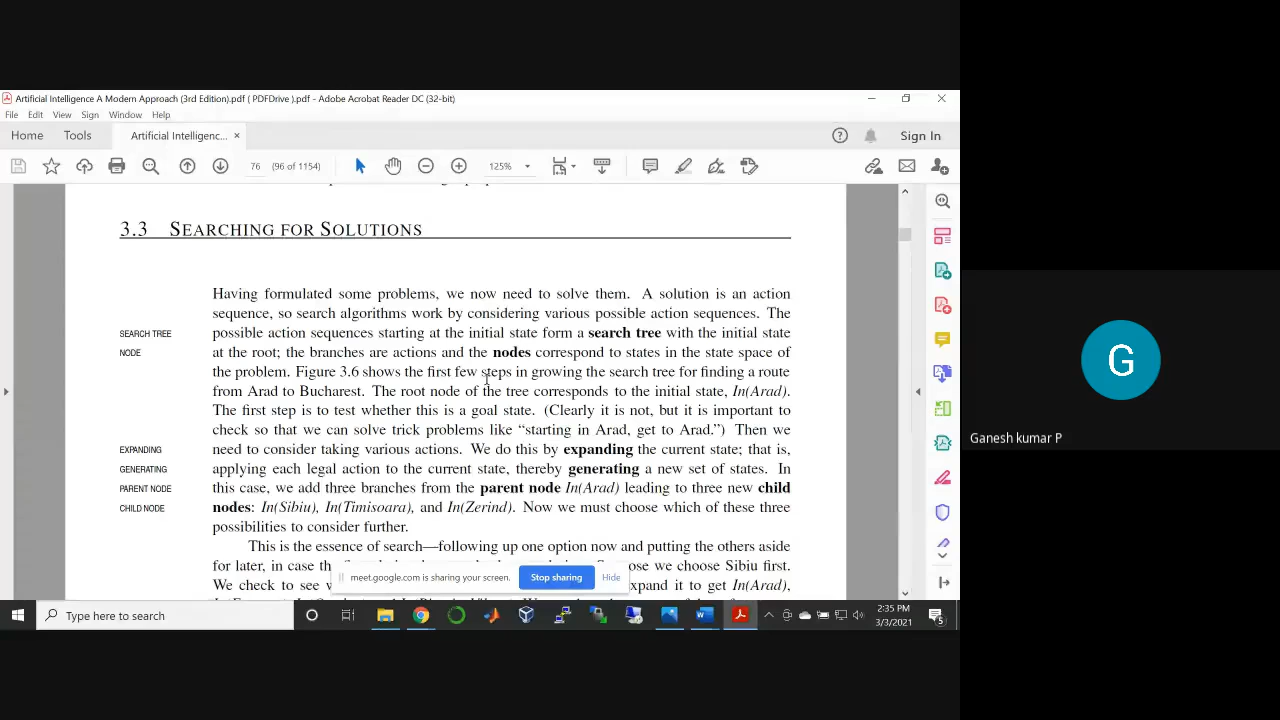 Artificial Intelligence A Modern Approach (3rd Edition).pdf ( PDFDrive ).pdf - Adobe Acrobat Reader DC (32-bit)
File Edit View Sign Window Help
Home Tools Artificial Intelligenc... × Sign In
76 (96 of 1154) 125%
3.3 SEARCHING FOR SOLUTIONS
Having formulated some problems, we now need to solve them. A solution is an action
sequence, so search algorithms work by considering various possible action sequences. The
SEARCH TREE possible action sequences starting at the initial state form a search tree with the initial state
NODE at the root; the branches are actions and the nodes correspond to states in the state space of
the problem. Figure 3.6 shows the first few steps in growing the search tree for finding a route
from Arad to Bucharest. The root node of the tree corresponds to the initial state, In(Arad).
The first step is to test whether this is a goal state. (Clearly it is not, but it is important to
check so that we can solve trick problems like “starting in Arad, get to Arad.”) Then we
EXPANDING need to consider taking various actions. We do this by expanding the current state; that is,
GENERATING applying each legal action to the current state, thereby generating a new set of states. In
PARENT NODE this case, we add three branches from the parent node In(Arad) leading to three new child
CHILD NODE nodes: In(Sibiu), In(Timisoara), and In(Zerind). Now we must choose which of these three
possibilities to consider further.
This is the essence of search—following up one option now and putting the others aside
for later, in case the
We check to see expand it to get In(Arad),
meet.google.com is sharing your screen. Stop sharing Hide
Type here to search
2:35 PM
3/3/2021
5
G
Ganesh kumar P